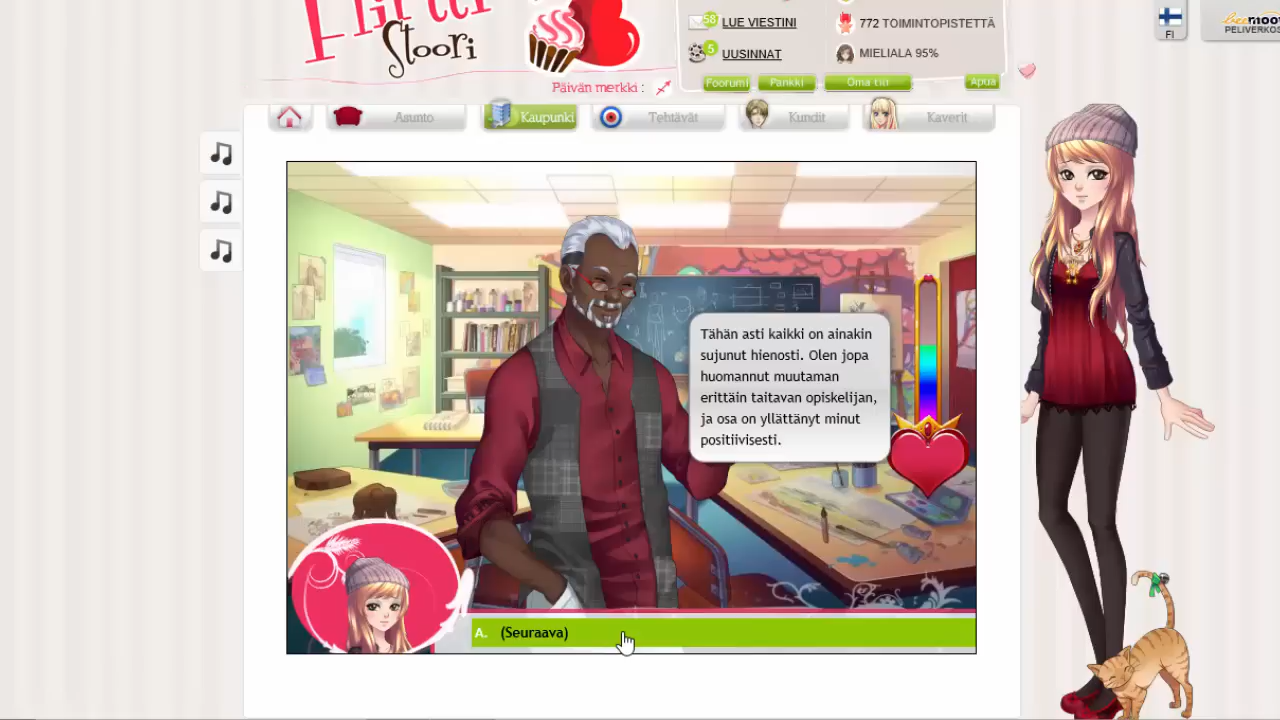 Hirtti
Stoori
58
LUE VIESTINI
5
UUSINNAT
772 TOIMINTOPISTETTÄ
MIELIALA 95%
FI
PELIVERKOS
Päivän merkki :
Foorumi
Pankki
Oma tili
Apua
Asunto
Kaupunki
Tehtävät
Kundit
Kaverit
Tähän asti kaikki on ainakin
sujunut hienosti. Olen jopa
huomannut muutaman
erittäin taitavan opiskelijan,
ja osa on yllättänyt minut
positiivisesti.
A. (Seuraava)